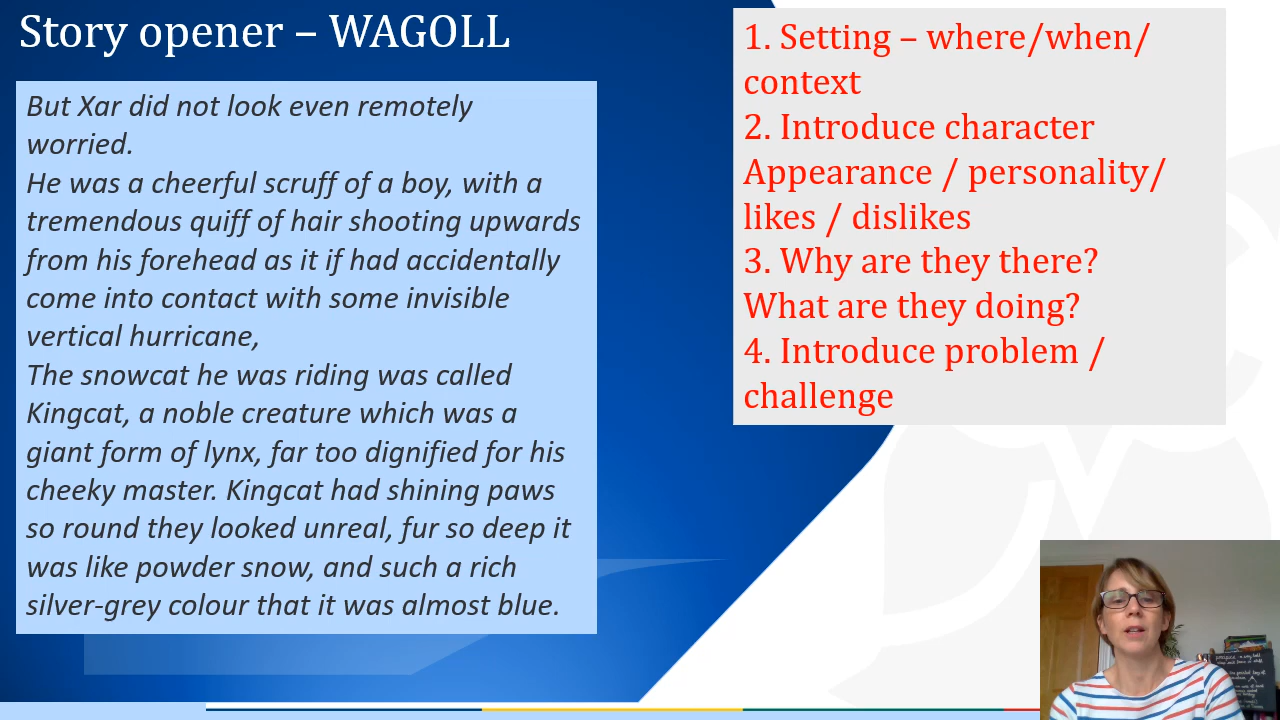 Story opener – WAGOLL
But Xar did not look even remotely
worried.
He was a cheerful scruff of a boy, with a
tremendous quiff of hair shooting upwards
from his forehead as it if had accidentally
come into contact with some invisible
vertical hurricane,
The snowcat he was riding was called
Kingcat, a noble creature which was a
giant form of lynx, far too dignified for his
cheeky master. Kingcat had shining paws
so round they looked unreal, fur so deep it
was like powder snow, and such a rich
silver-grey colour that it was almost blue.
1. Setting – where/when/
context
2. Introduce character
Appearance / personality/
likes / dislikes
3. Why are they there?
What are they doing?
4. Introduce problem /
challenge